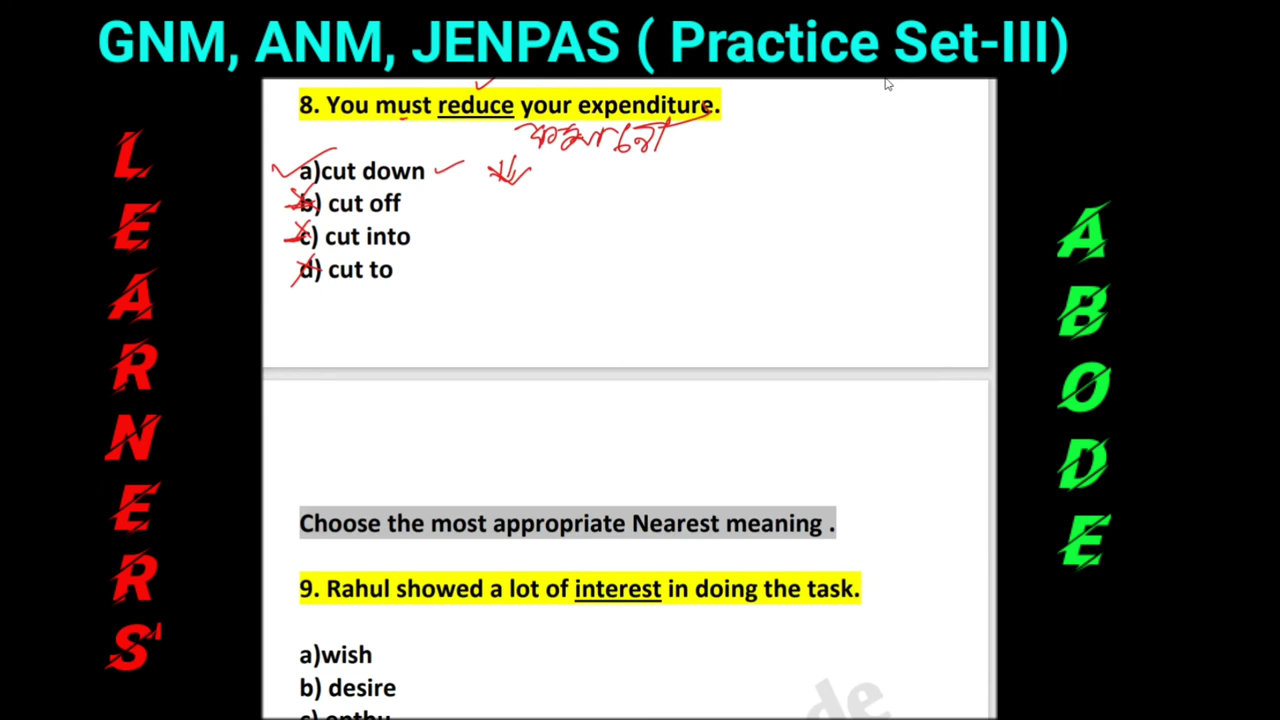 GNM, ANM, JENPAS ( Practice Set-III)
LEARNERS'
8. You must reduce your expenditure.
কমানো
a)cut down
b) cut off
c) cut into
d) cut to
ABODE
Choose the most appropriate Nearest meaning .
9. Rahul showed a lot of interest in doing the task.
a)wish
b) desire